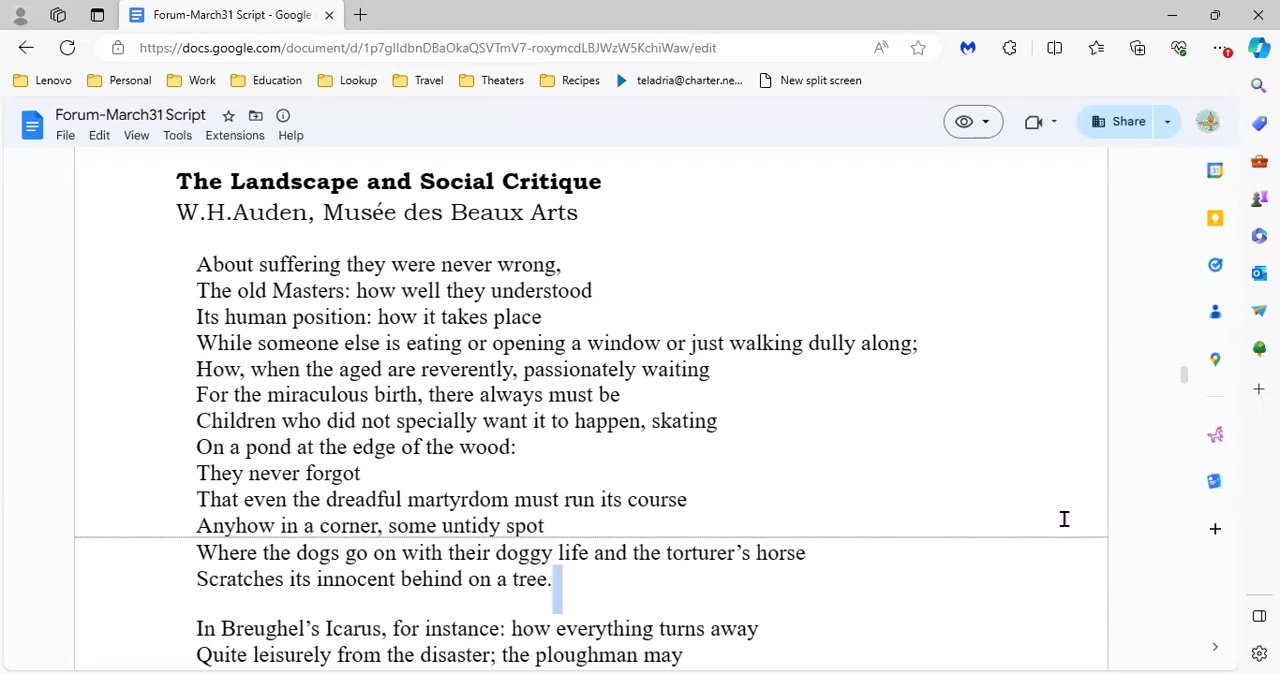 Forum-March31 Script - Google
https://docs.google.com/document/d/1p7gIldbnDBaOkaQSVTmV7-roxymcdLBJWzW5KchiWaw/edit
Lenovo Personal Work Education Lookup Travel Theaters Recipes teladria@charter.ne... New split screen
Forum-March31 Script
Share
File Edit View Tools Extensions Help
31
The Landscape and Social Critique
W.H.Auden, Musée des Beaux Arts
About suffering they were never wrong,
The old Masters: how well they understood
Its human position: how it takes place
While someone else is eating or opening a window or just walking dully along;
How, when the aged are reverently, passionately waiting
For the miraculous birth, there always must be
Children who did not specially want it to happen, skating
On a pond at the edge of the wood:
They never forgot
That even the dreadful martyrdom must run its course
Anyhow in a corner, some untidy spot
Where the dogs go on with their doggy life and the torturer’s horse
Scratches its innocent behind on a tree.
In Breughel’s Icarus, for instance: how everything turns away
Quite leisurely from the disaster; the ploughman may